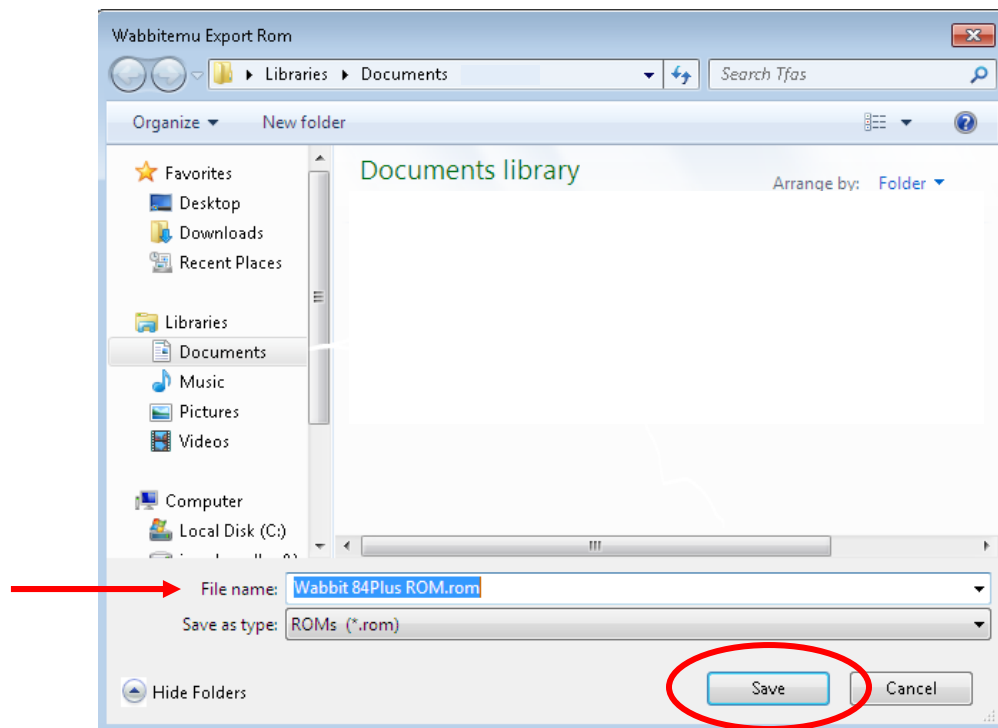 Wabbitemu Export Rom
Libraries Documents
Search Tfas
Organize New folder
Documents library
Arrange by: Folder
Favorites
Desktop
Downloads
Recent Places
Libraries
Documents
Music
Pictures
Videos
Computer
Local Disk (C:)
File name: Wabbit 84Plus ROM.rom
Save as type: ROMs (*.rom)
Hide Folders
Save
Cancel